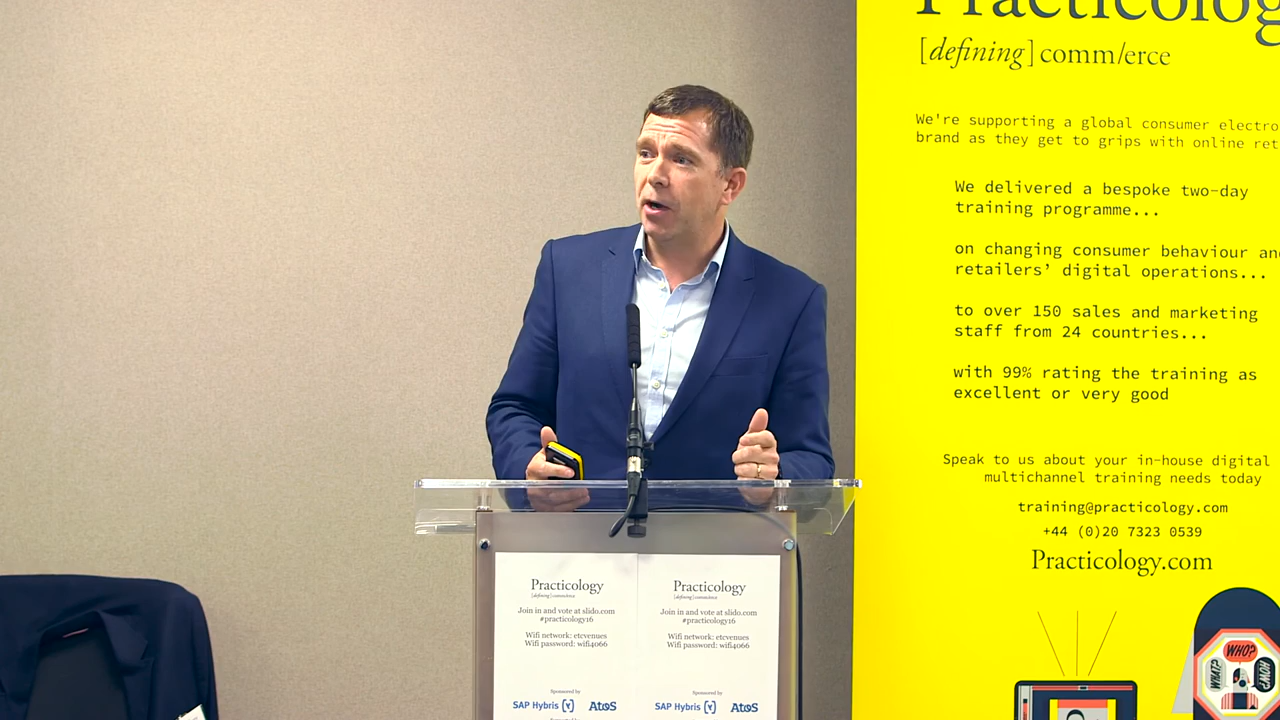 Practicolog
[defining] comm/erce
We're supporting a global consumer electro
brand as they get to grips with online ret
We delivered a bespoke two-day
training programme...
on changing consumer behaviour an
retailers' digital operations...
to over 150 sales and marketing
staff from 24 countries...
with 99% rating the training as
excellent or very good
Speak to us about your in-house digital
multichannel training needs today
training@practicology.com
+44 (0)20 7323 0539
Practicology.com
WHO?
WHAT?
Practicology
[defining] comm/erce
Join in and vote at slido.com
#practicology16
Wifi network: etcvenues
Wifi password: wifi4066
Sponsored by
SAP Hybris (Y) Atos
Practicology
[defining] comm/erce
Join in and vote at slido.com
#practicology16
Wifi network: etcvenues
Wifi password: wifi4066
Sponsored by
SAP Hybris (Y) Atos